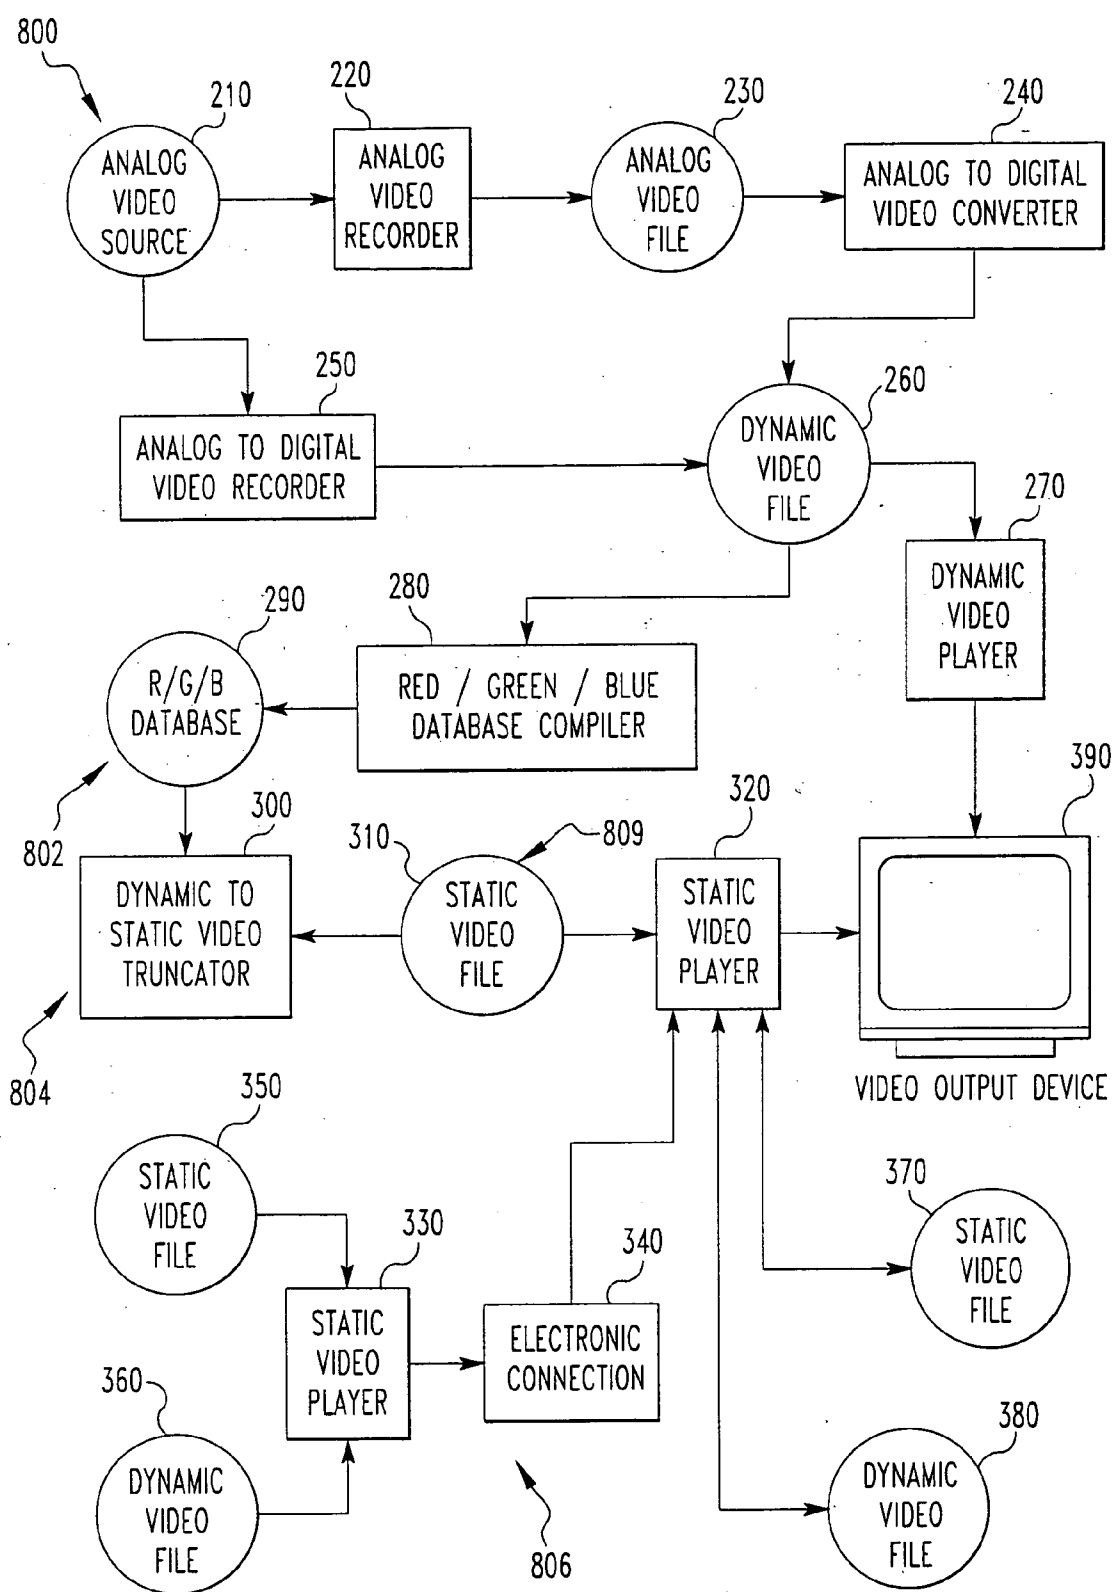 800
210
220
230
240
ANALOG
VIDEO
SOURCE
ANALOG
VIDEO
RECORDER
ANALOG
VIDEO
FILE
ANALOG TO DIGITAL
VIDEO CONVERTER
250
260
ANALOG TO DIGITAL
VIDEO RECORDER
DYNAMIC
VIDEO
FILE
270
DYNAMIC
VIDEO
PLAYER
280
290
R/G/B
DATABASE
RED / GREEN / BLUE
DATABASE COMPILER
802
300
310
809
320
390
DYNAMIC TO
STATIC VIDEO
TRUNCATOR
STATIC
VIDEO
FILE
STATIC
VIDEO
PLAYER
804
VIDEO OUTPUT DEVICE
350
STATIC
VIDEO
FILE
330
340
370
STATIC
VIDEO
FILE
STATIC
VIDEO
PLAYER
ELECTRONIC
CONNECTION
360
DYNAMIC
VIDEO
FILE
806
380
DYNAMIC
VIDEO
FILE